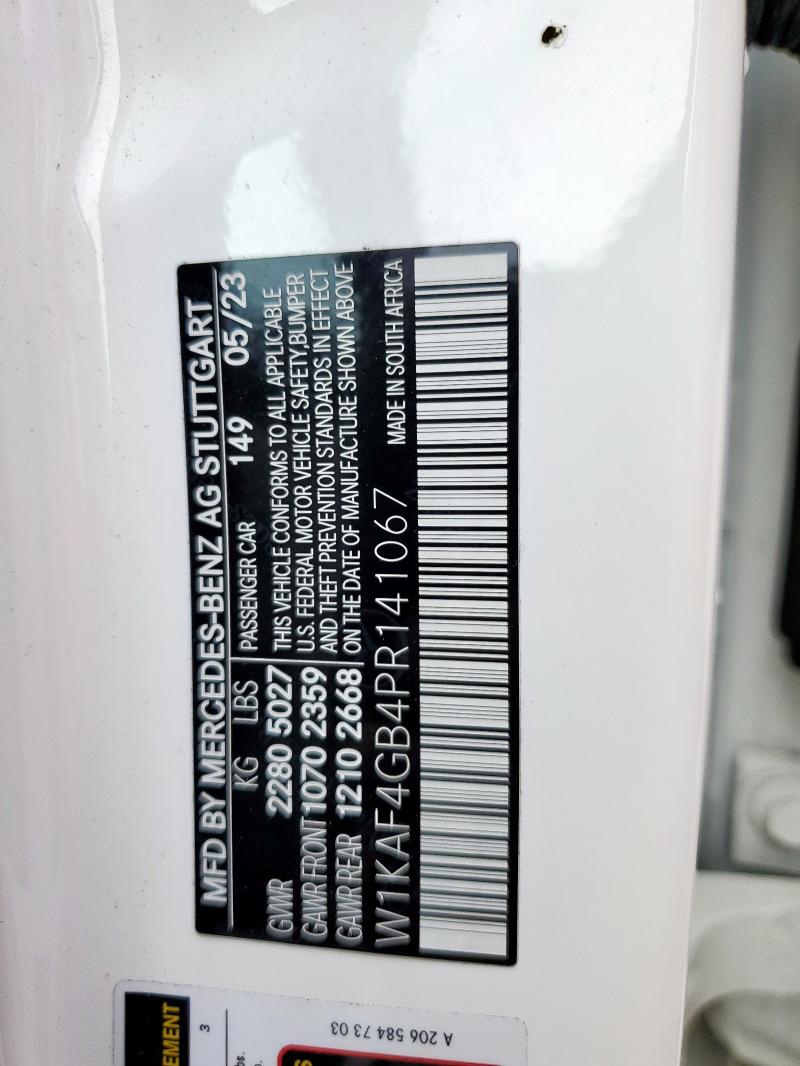 MFD BY MERCEDES-BENZ AG STUTTGART
KG LBS PASSENGER CAR 149 05/23
GVWR 2280 5027 THIS VEHICLE CONFORMS TO ALL APPLICABLE
GAWR FRONT 1070 2359 U.S. FEDERAL MOTOR VEHICLE SAFETY,BUMPER
AND THEFT PREVENTION STANDARDS IN EFFECT
GAWR REAR 1210 2668 ON THE DATE OF MANUFACTURE SHOWN ABOVE
W1KAF4GB4PR141067 MADE IN SOUTH AFRICA
EMENT
3
bs.
A 206 584 73 03